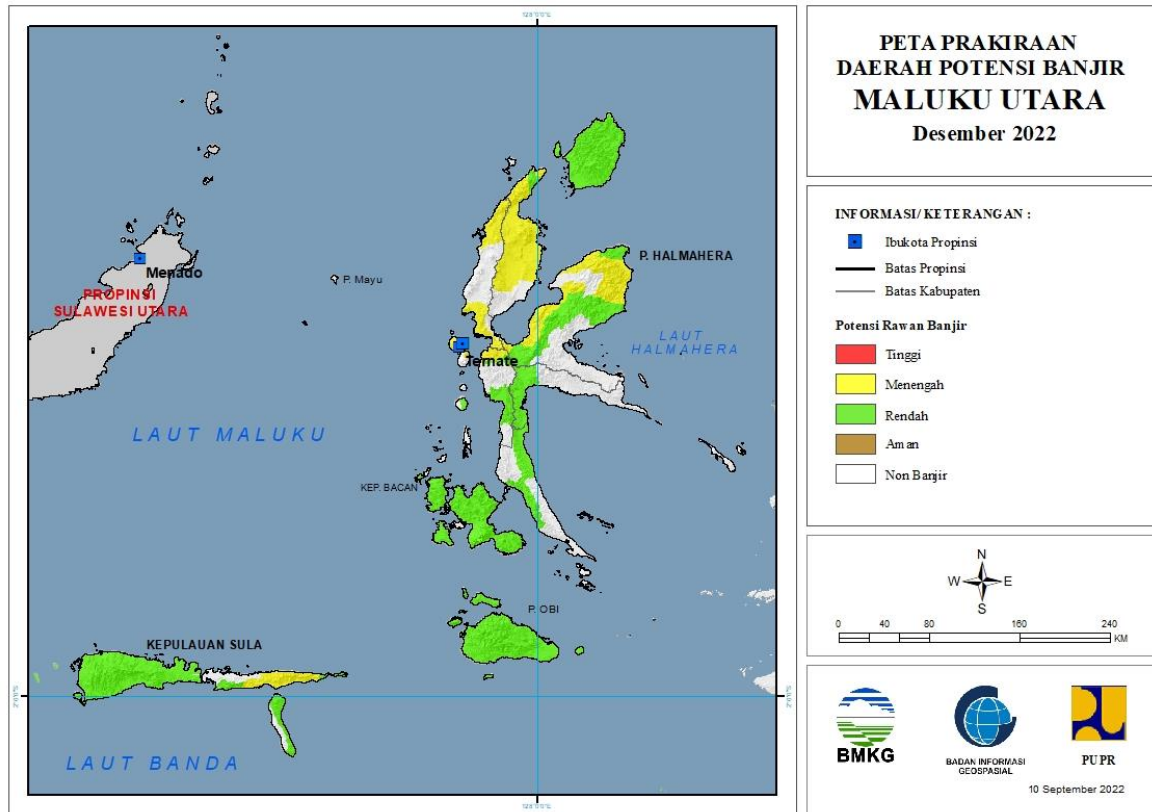 PETA PRAKIRAAN
DAERAH POTENSI BANJIR
MALUKU UTARA
Desember 2022
INFORMASI/ KETERANGAN :
Ibukota Propinsi
Batas Propinsi
Batas Kabupaten
Potensi Rawan Banjir
Tinggi
Menengah
Rendah
Aman
Non Banjir
N
W E
S
0 40 80 160 240
KM
BMKG
BADAN INFORMASI
GEOSPASIAL
PUPR
10 September 2022
Menado
PROPINSI
SULAWESI UTARA
P. Mayu
P. HALMAHERA
LAUT
HALMAHERA
Ternate
LAUT MALUKU
KEP. BACAN
P. OBI
KEPULAUAN SULA
LAUT BANDA